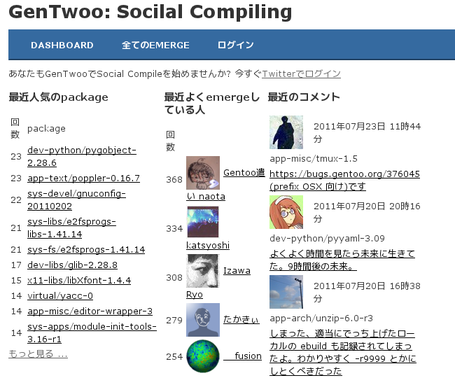 GenTwoo: Socilal Compiling
DASHBOARD 全てのEMERGE ログイン
あなたもGenTwooでSocial Compileを始めませんか? 今すぐTwitterでログイン
最近人気のpackage
回数 package
23 dev-python/pygobject-2.28.6
23 app-text/poppler-0.16.7
22 sys-devel/gnuconfig-20110202
21 sys-libs/e2fsprogs-libs-1.41.14
21 sys-fs/e2fsprogs-1.41.14
17 dev-libs/glib-2.28.8
15 x11-libs/libXfont-1.4.4
14 virtual/yacc-0
14 app-misc/editor-wrapper-3
14 sys-apps/module-init-tools-3.16-r1
もっと見る ...
最近よくemergeしている人
回数
368 Gentoo遣い naota
334 katsyoshi
308 Izawa Ryo
279 たかきぃ
254 __fusion
最近のコメント
2011年07月23日 11時44分
app-misc/tmux-1.5
https://bugs.gentoo.org/376045
(prefix OSX 向け)です
2011年07月20日 20時16分
dev-python/pyyaml-3.09
よくよく時間を見たら未来に生きてた。9時間後の未来。
2011年07月20日 16時38分
app-arch/unzip-6.0-r3
しまった、適当にでっち上げたローカルの ebuild も記録されてしまったよ。わかりやすく -r9999 とかにしとくべきだった